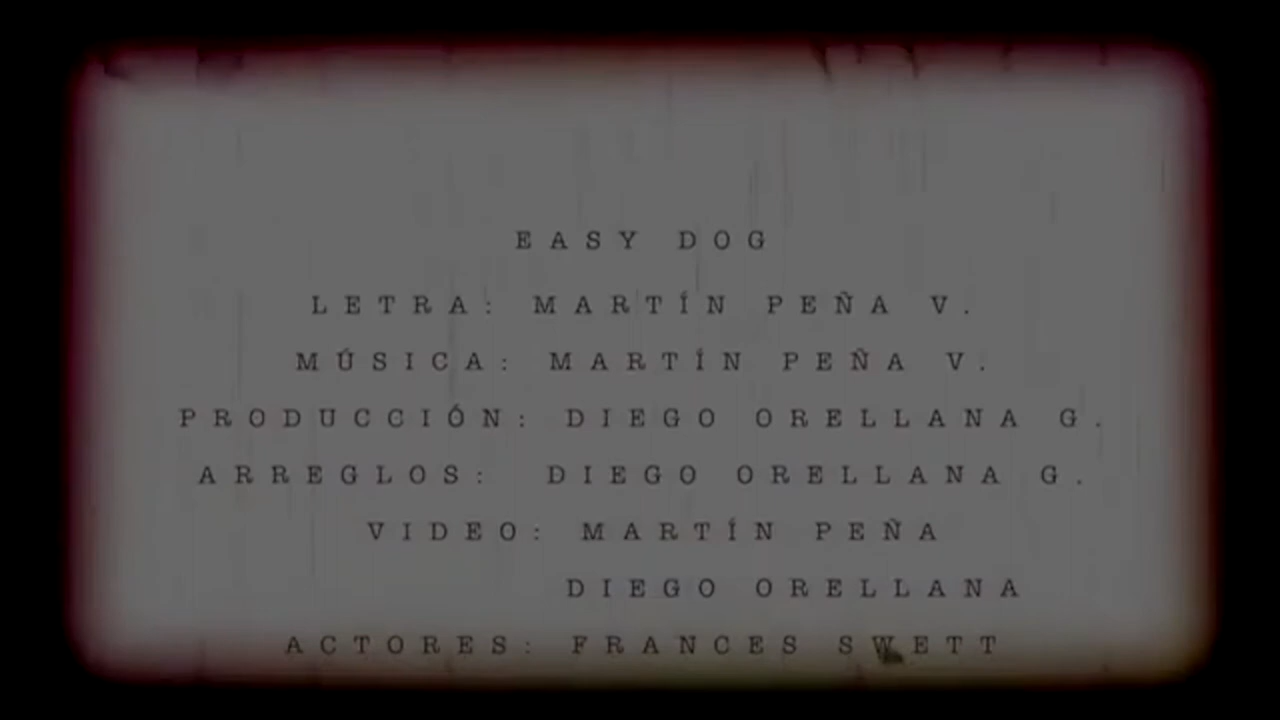 EASY DOG
LETRA: MARTÍN PEÑA V.
MÚSICA: MARTÍN PEÑA V.
PRODUCCIÓN: DIEGO ORELLANA G.
ARREGLOS: DIEGO ORELLANA G.
VIDEO: MARTÍN PEÑA
DIEGO ORELLANA
ACTORES: FRANCES SWETT